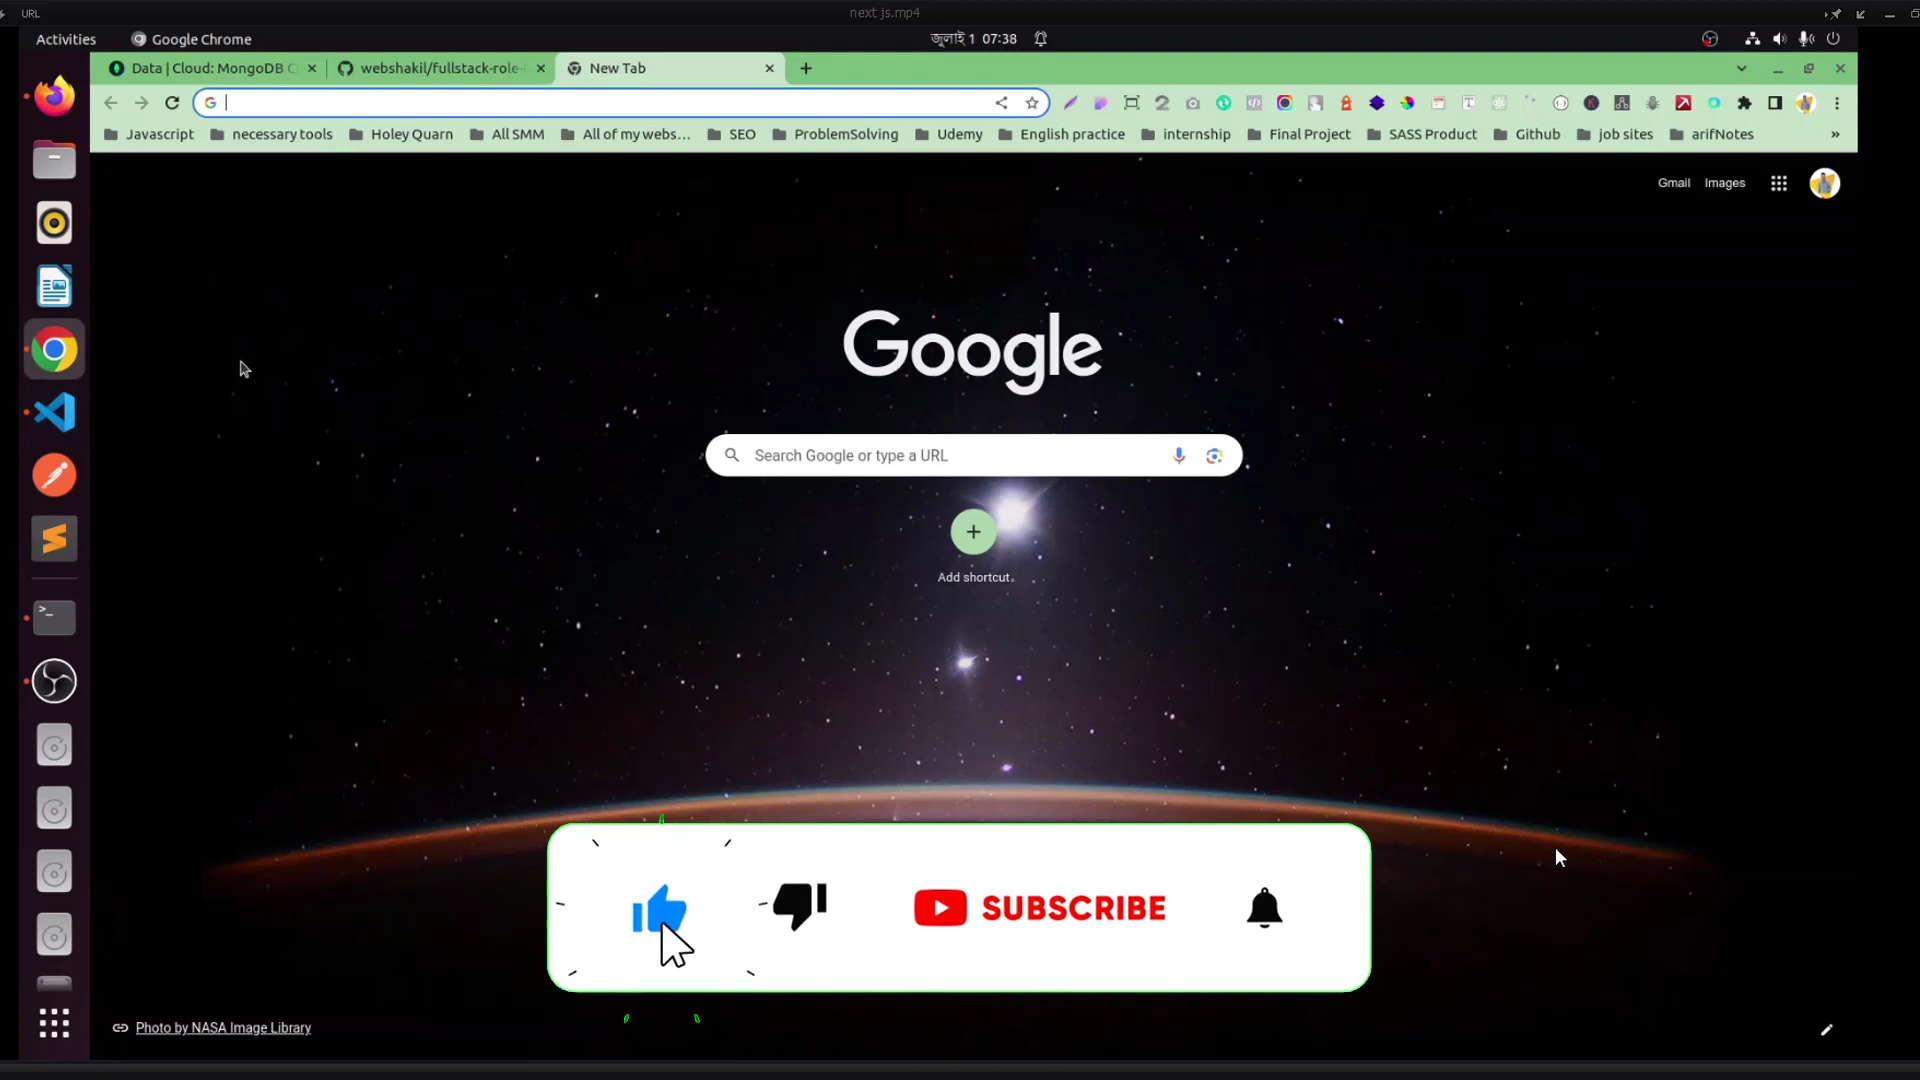 URL
next js.mp4
Activities
Google Chrome
জুলাই 1 07:38
Data | Cloud: MongoDB C
webshakil/fullstack-role-
New Tab
Javascript
necessary tools
Holey Quarn
All SMM
All of my webs...
SEO
ProblemSolving
Udemy
English practice
internship
Final Project
SASS Product
Github
job sites
arifNotes
»
Gmail
Images
Google
Search Google or type a URL
Add shortcut
SUBSCRIBE
Photo by NASA Image Library